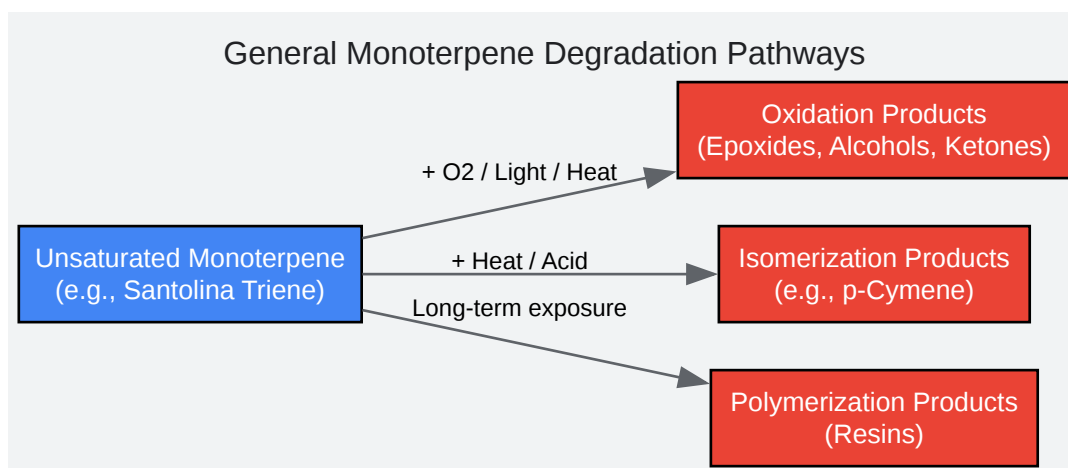 General Monoterpene Degradation Pathways
Oxidation Products
(Epoxides, Alcohols, Ketones)
+ O2 / Light / Heat
Unsaturated Monoterpene
(e.g., Santolina Triene)
+ Heat / Acid
Isomerization Products
(e.g., p-Cymene)
Long-term exposure
Polymerization Products
(Resins)